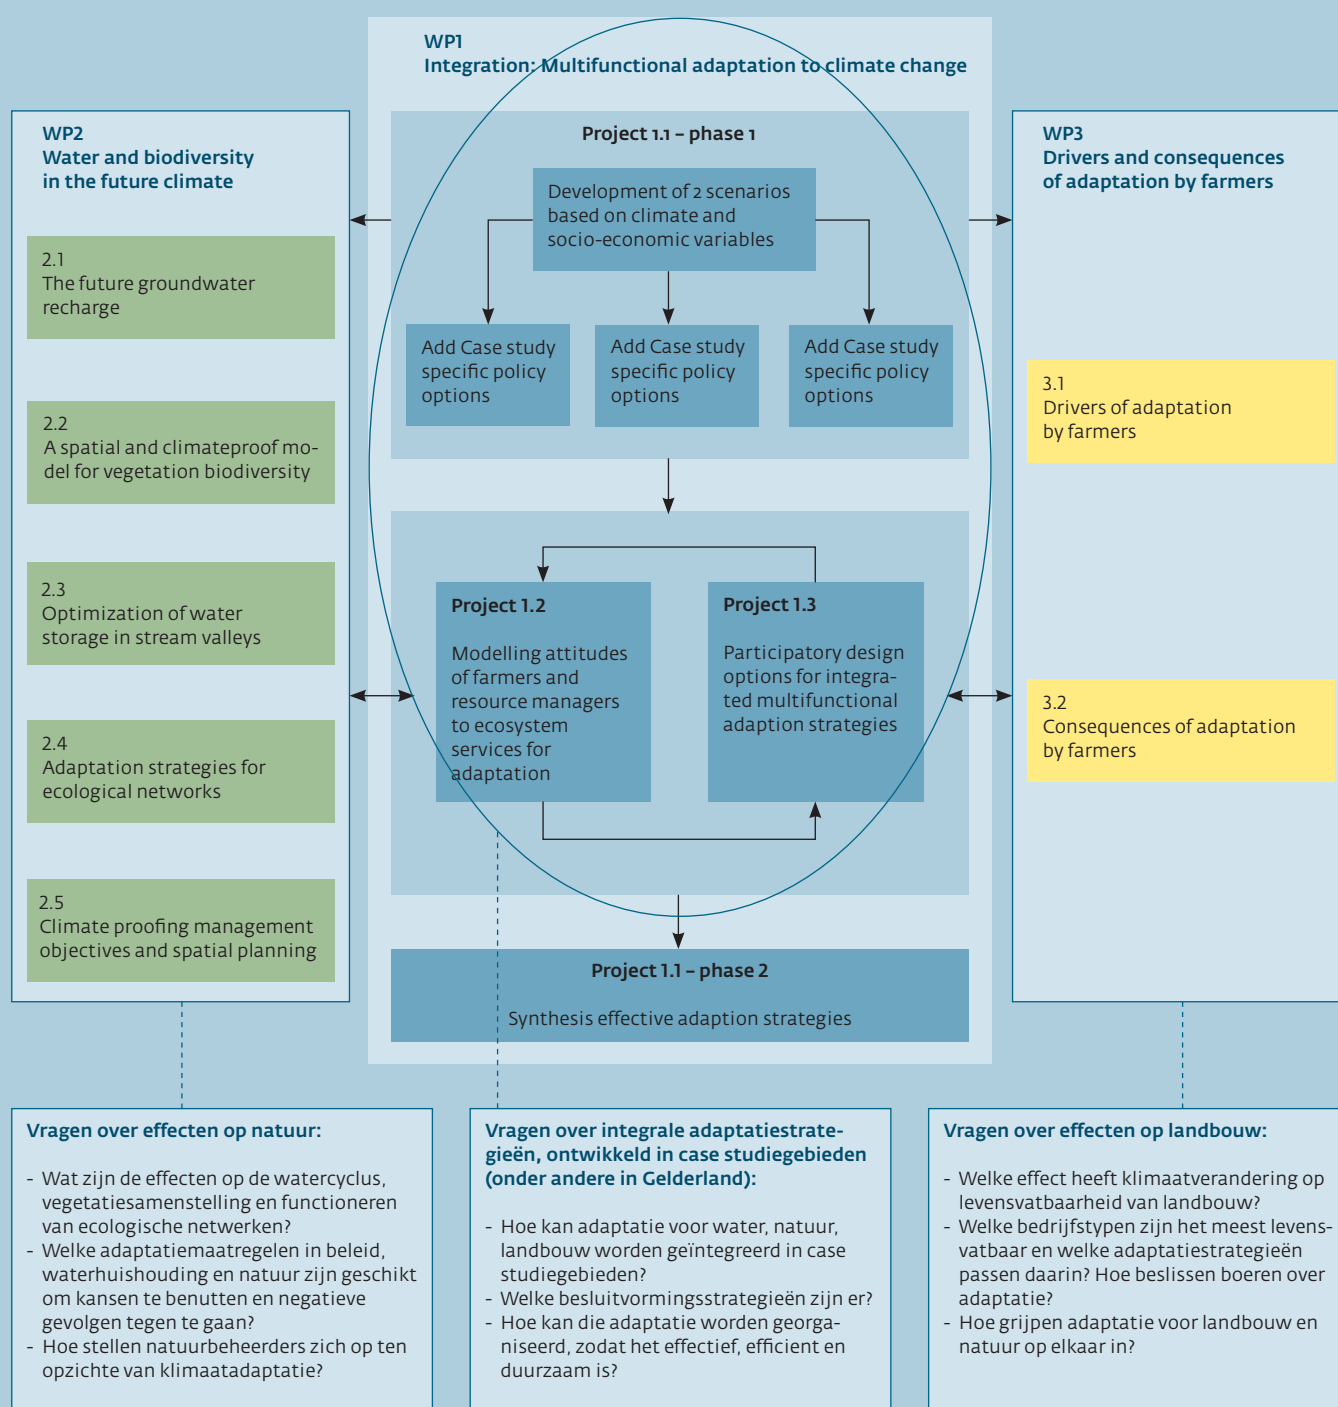 WP1
Integration: Multifunctional adaptation to climate change
WP2
Water and biodiversity
in the future climate
2.1
The future groundwater
recharge
2.2
A spatial and climateproof mo-
del for vegetation biodiversity
2.3
Optimization of water
storage in stream valleys
2.4
Adaptation strategies for
ecological networks
2.5
Climate proofing management
objectives and spatial planning
Project 1.1 – phase 1
Development of 2 scenarios
based on climate and
socio-economic variables
Add Case study
specific policy
options
Add Case study
specific policy
options
Add Case study
specific policy
options
Project 1.2
Modelling attitudes
of farmers and
resource managers
to ecosystem
services for
adaptation
Project 1.3
Participatory design
options for integra-
ted multifunctional
adaption strategies
Project 1.1 – phase 2
Synthesis effective adaption strategies
WP3
Drivers and consequences
of adaptation by farmers
3.1
Drivers of adaptation
by farmers
3.2
Consequences of adaptation
by farmers
Vragen over effecten op natuur:
- Wat zijn de effecten op de watercyclus,
vegetatiesamenstelling en functioneren
van ecologische netwerken?
- Welke adaptatiemaatregelen in beleid,
waterhuishouding en natuur zijn geschikt
om kansen te benutten en negatieve
gevolgen tegen te gaan?
- Hoe stellen natuurbeheerders zich op ten
opzichte van klimaatadaptatie?
Vragen over integrale adaptatiestrate-
gieën, ontwikkeld in case studiegebieden
(onder andere in Gelderland):
- Hoe kan adaptatie voor water, natuur,
landbouw worden geïntegreerd in case
studiegebieden?
- Welke besluitvormingsstrategieën zijn er?
- Hoe kan die adaptatie worden georga-
niseerd, zodat het effectief, efficient en
duurzaam is?
Vragen over effecten op landbouw:
- Welke effect heeft klimaatverandering op
levensvatbaarheid van landbouw?
- Welke bedrijfstypen zijn het meest levens-
vatbaar en welke adaptatiestrategieën
passen daarin? Hoe beslissen boeren over
adaptatie?
- Hoe grijpen adaptatie voor landbouw en
natuur op elkaar in?